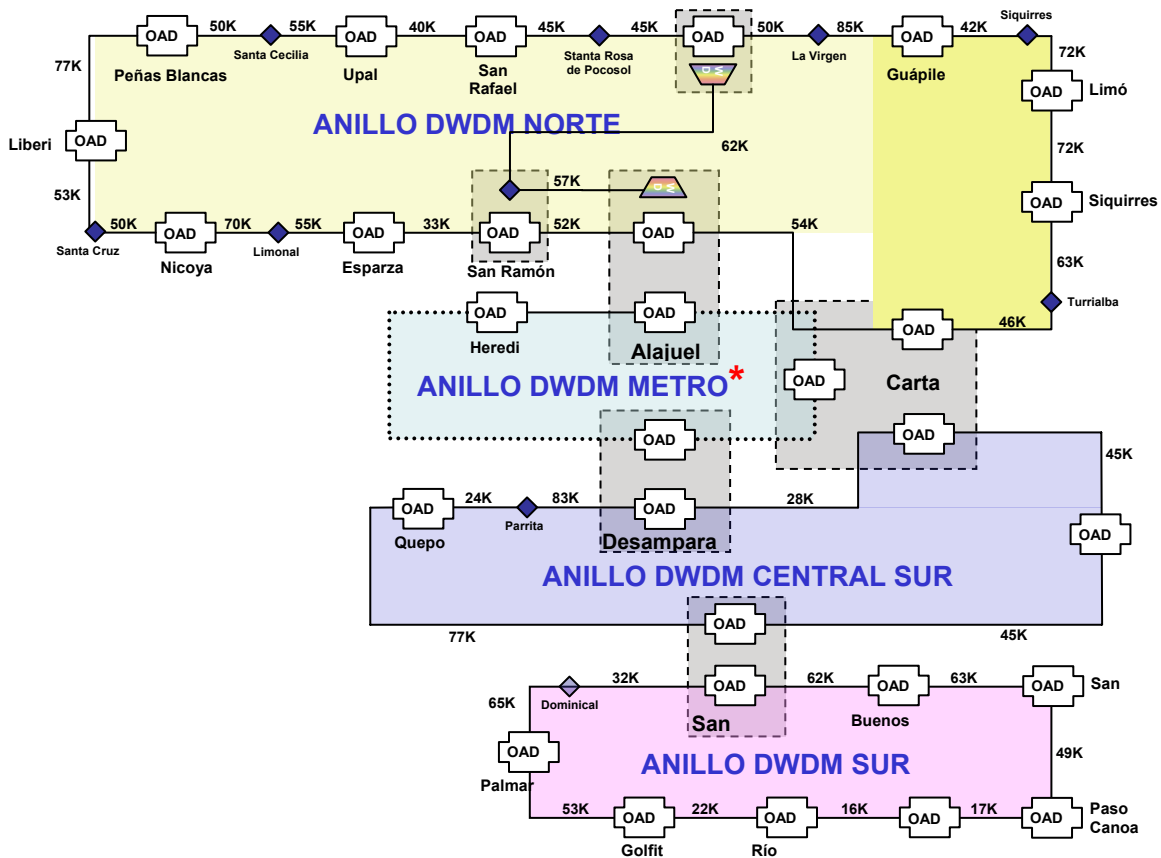 Siquirres
50K
55K
40K
45K
45K
50K
85K
42K
OAD
OAD
OAD
OAD
OAD
Santa Cecilia
Stanta Rosa
de Pocosol
La Virgen
72K
77K
Peñas Blancas
Upal
San
Rafael
WD
Guápile
OAD
Limó
ANILLO DWDM NORTE
OAD
Liberi
62K
72K
53K
57K
WD
OAD
Siquirres
50K
70K
55K
33K
52K
54K
OAD
OAD
OAD
OAD
Santa Cruz
Limonal
Nicoya
Esparza
San Ramón
63K
Turrialba
OAD
OAD
OAD
46K
Heredi
Alajuel
ANILLO DWDM METRO*
OAD
Carta
OAD
OAD
45K
24K
83K
28K
OAD
OAD
Parrita
Quepo
Desampara
OAD
ANILLO DWDM CENTRAL SUR
OAD
77K
45K
32K
62K
63K
OAD
OAD
OAD
San
65K
Dominical
San
Buenos
OAD
49K
ANILLO DWDM SUR
Palmar
53K
22K
16K
17K
OAD
OAD
OAD
OAD
Paso
Canoa
Golfit
Río